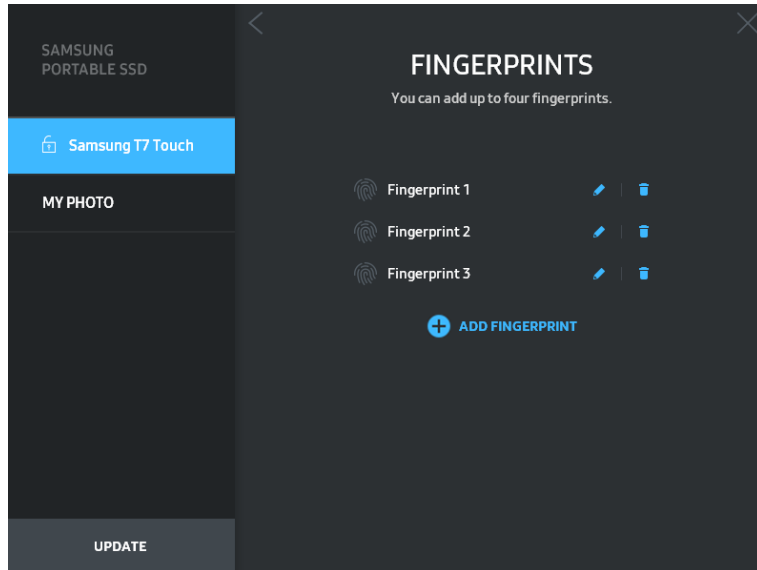 SAMSUNG
PORTABLE SSD
Samsung T7 Touch
MY PHOTO
UPDATE
FINGERPRINTS
You can add up to four fingerprints.
Fingerprint 1
Fingerprint 2
Fingerprint 3
ADD FINGERPRINT